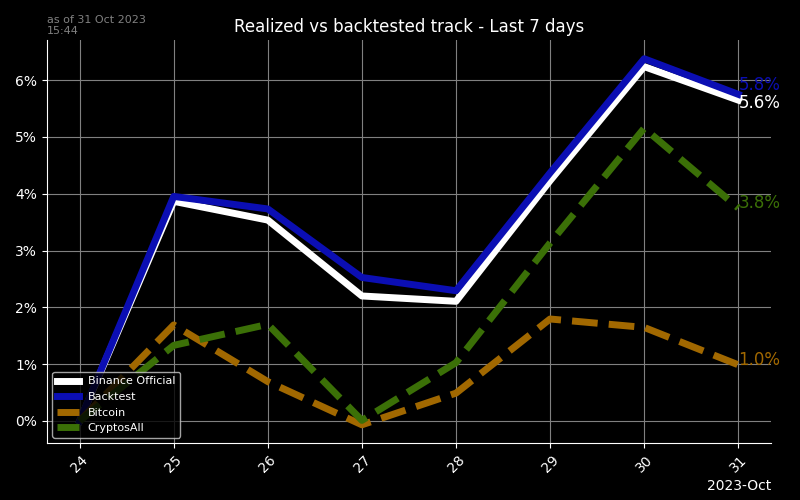 as of 31 Oct 2023
15:44
Realized vs backtested track - Last 7 days
6%
5%
4%
3%
2%
1%
0%
5.8%
5.6%
3.8%
1.0%
Binance Official
Backtest
Bitcoin
CryptosAll
24
25
26
27
28
29
30
31
2023-Oct